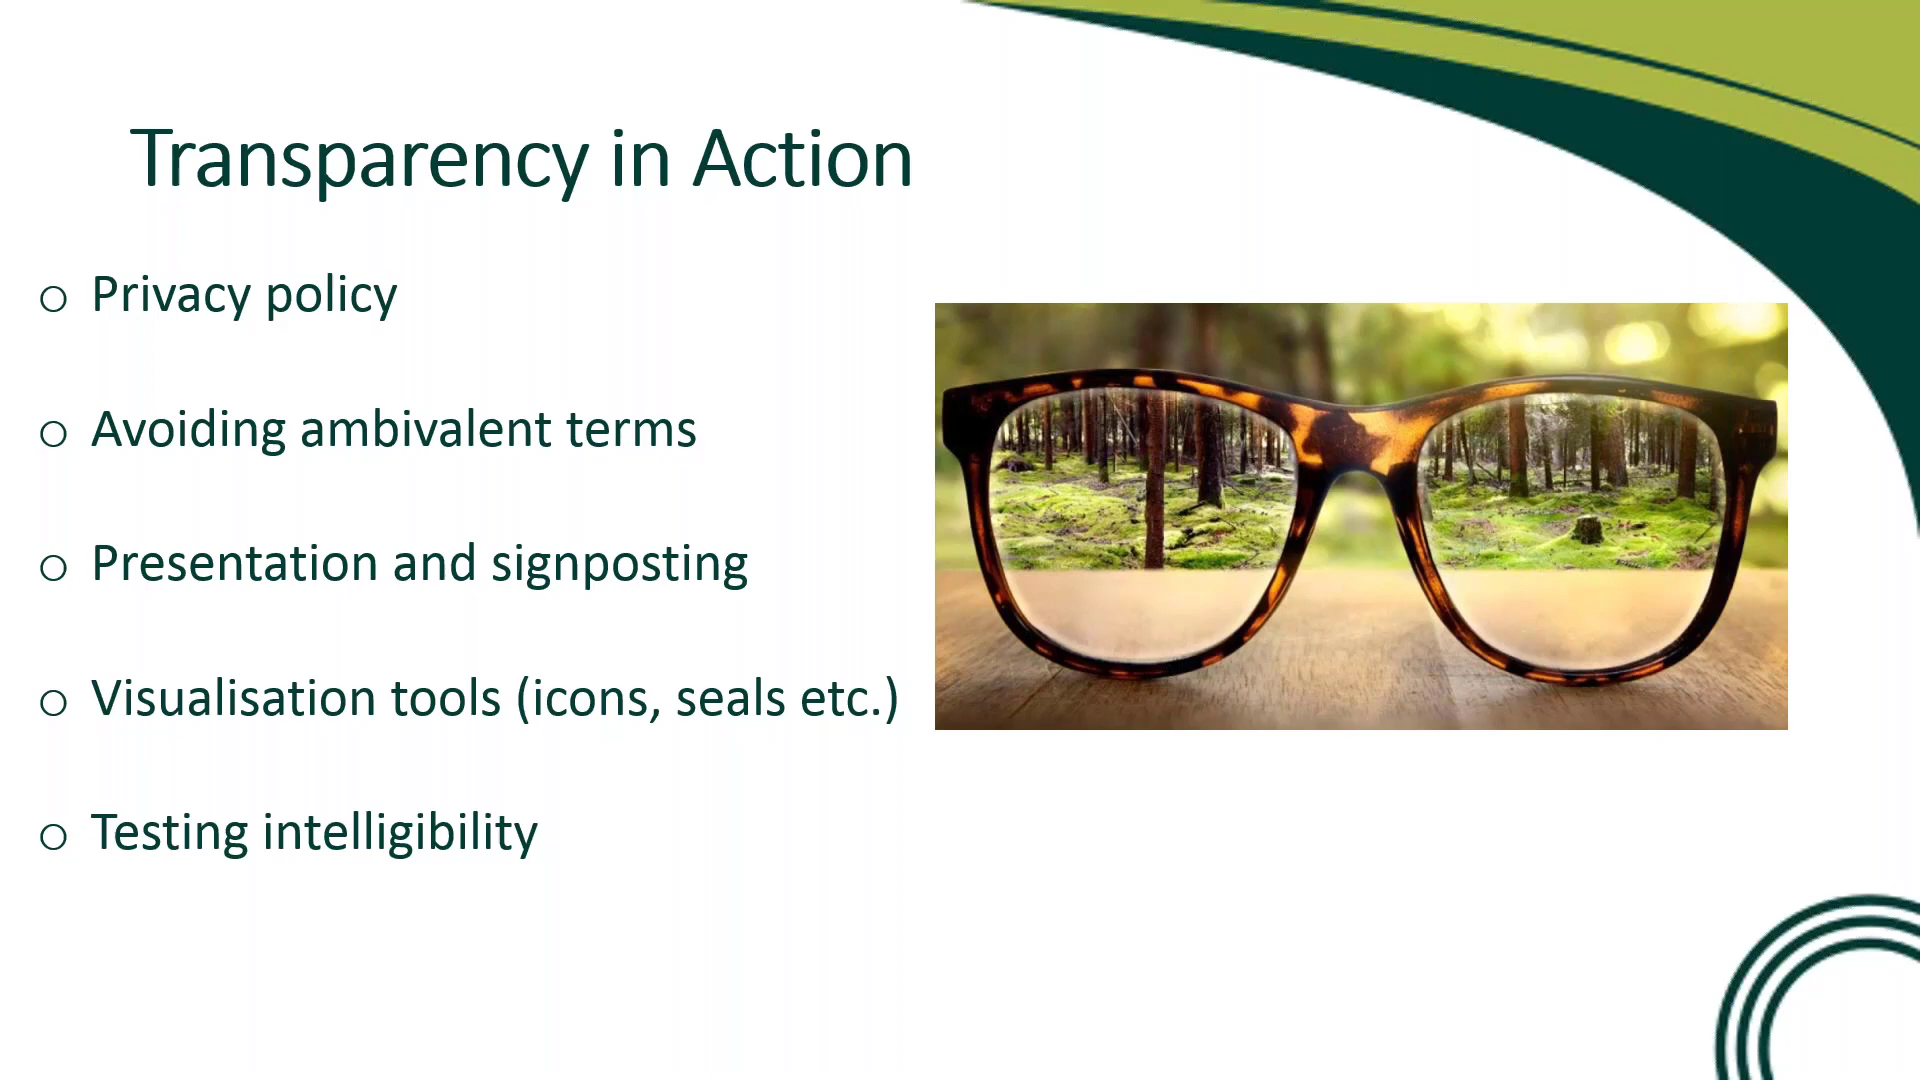 Transparency in Action
Privacy policy
Avoiding ambivalent terms
Presentation and signposting
Visualisation tools (icons, seals etc.)
Testing intelligibility